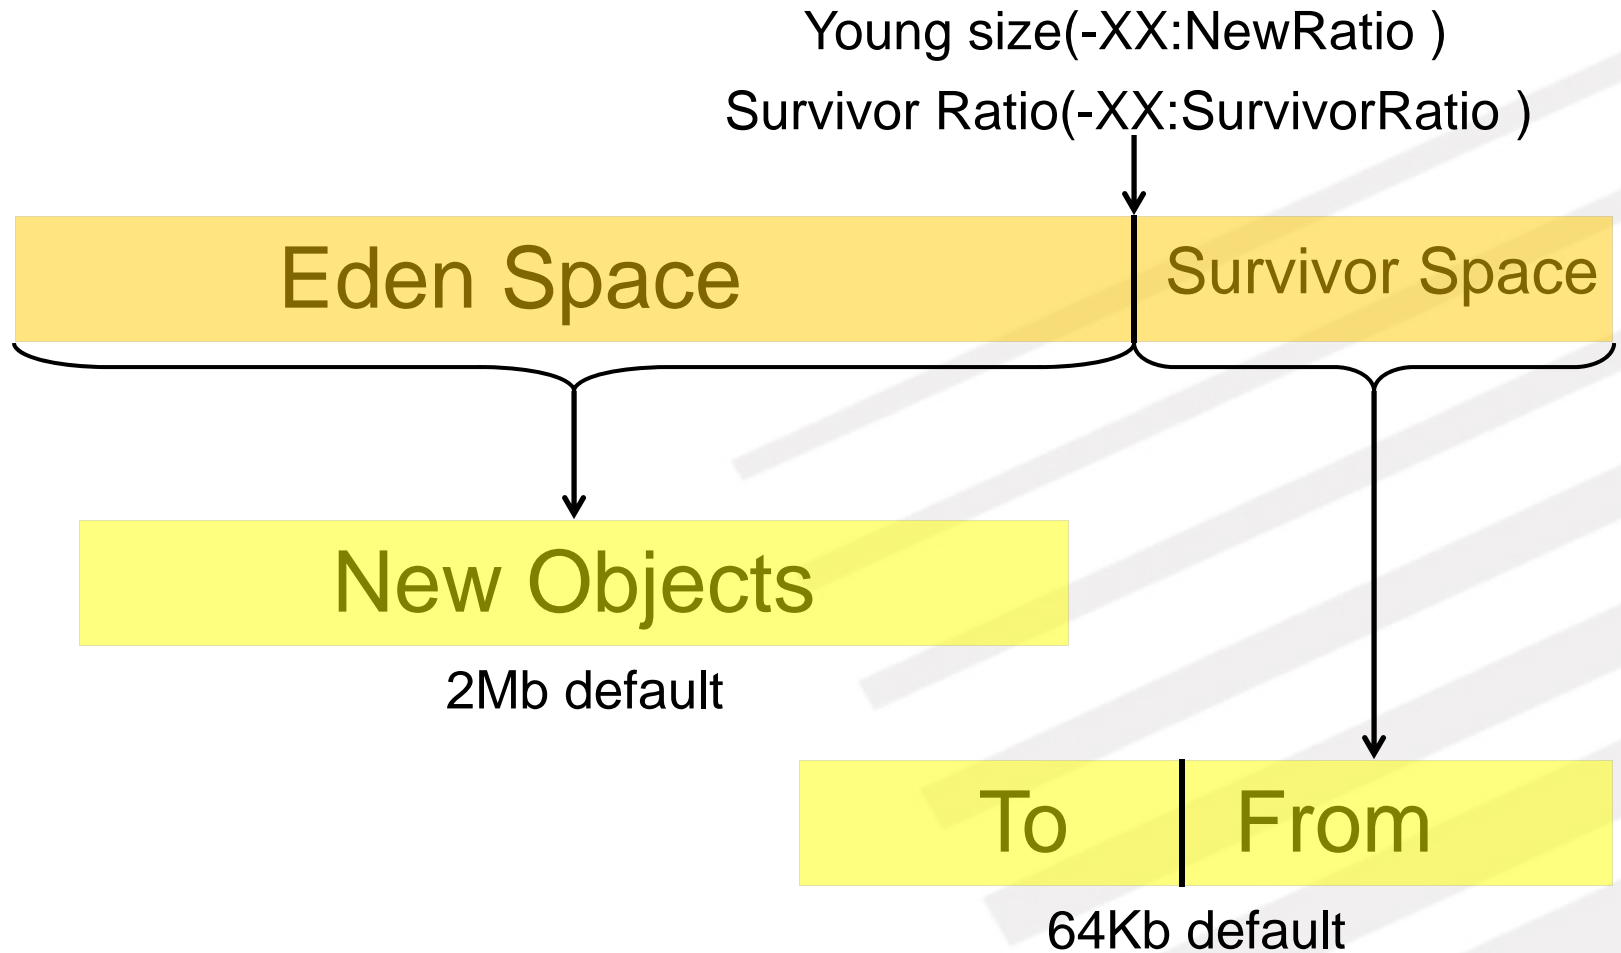 Young size(-XX:NewRatio )
Survivor Ratio(-XX:SurvivorRatio )
Eden Space
Survivor Space
New Objects
2Mb default
To
From
64Kb default